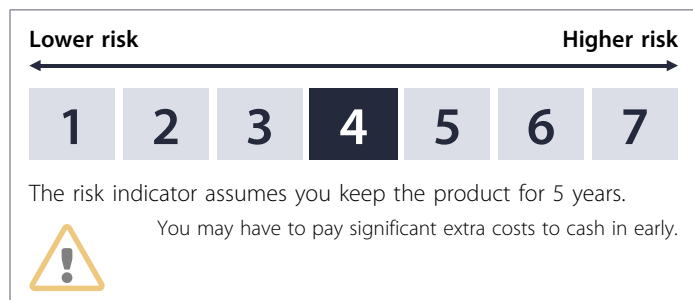 Lower risk Higher risk
1 2 3 4 5 6 7
The risk indicator assumes you keep the product for 5 years.
You may have to pay significant extra costs to cash in early.